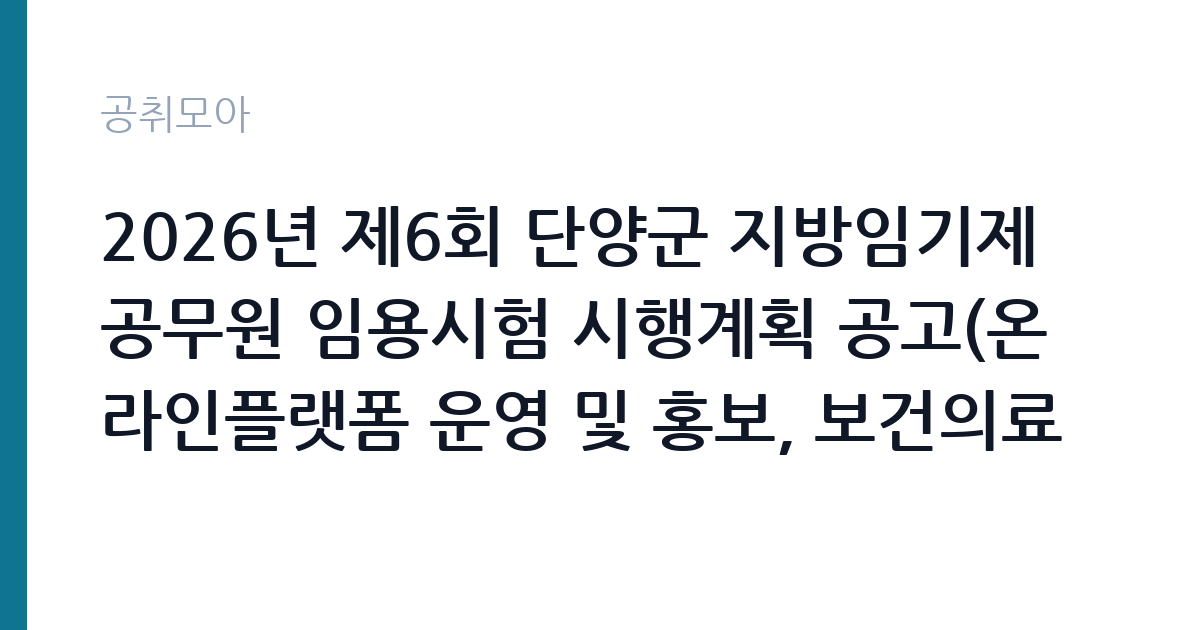 공취모아
2026년 제6회 단양군 지방임기제
공무원 임용시험 시행계획 공고(온
라인플랫폼 운영 및 홍보, 보건의료